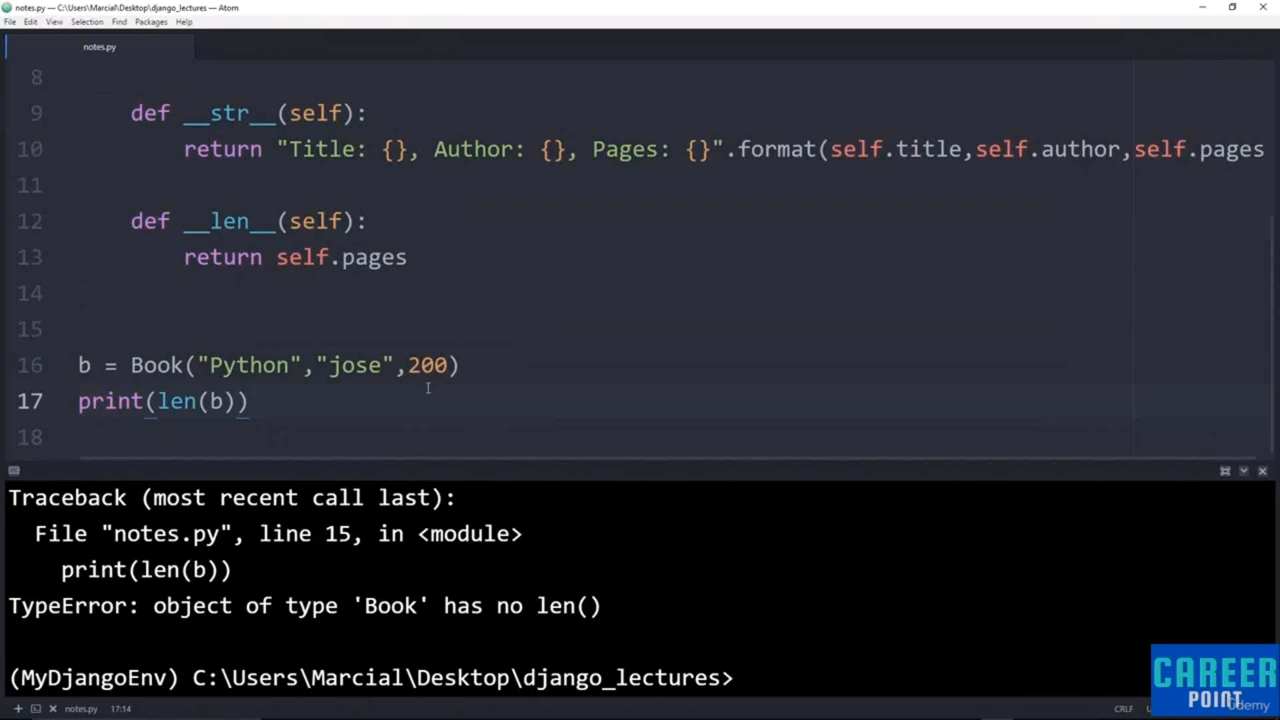 notes.py — C:\Users\Marcial\Desktop\django_lectures — Atom
File Edit View Selection Find Packages Help
notes.py
8
9 def __str__(self):
10 return "Title: {}, Author: {}, Pages: {}".format(self.title,self.author,self.pages
11
12 def __len__(self):
13 return self.pages
14
15
16 b = Book("Python","jose",200)
17 print(len(b))
18
Traceback (most recent call last):
File "notes.py", line 15, in <module>
print(len(b))
TypeError: object of type 'Book' has no len()
(MyDjangoEnv) C:\Users\Marcial\Desktop\django_lectures>
CAREER
POINT
udemy
notes.py 17:14 CRLF